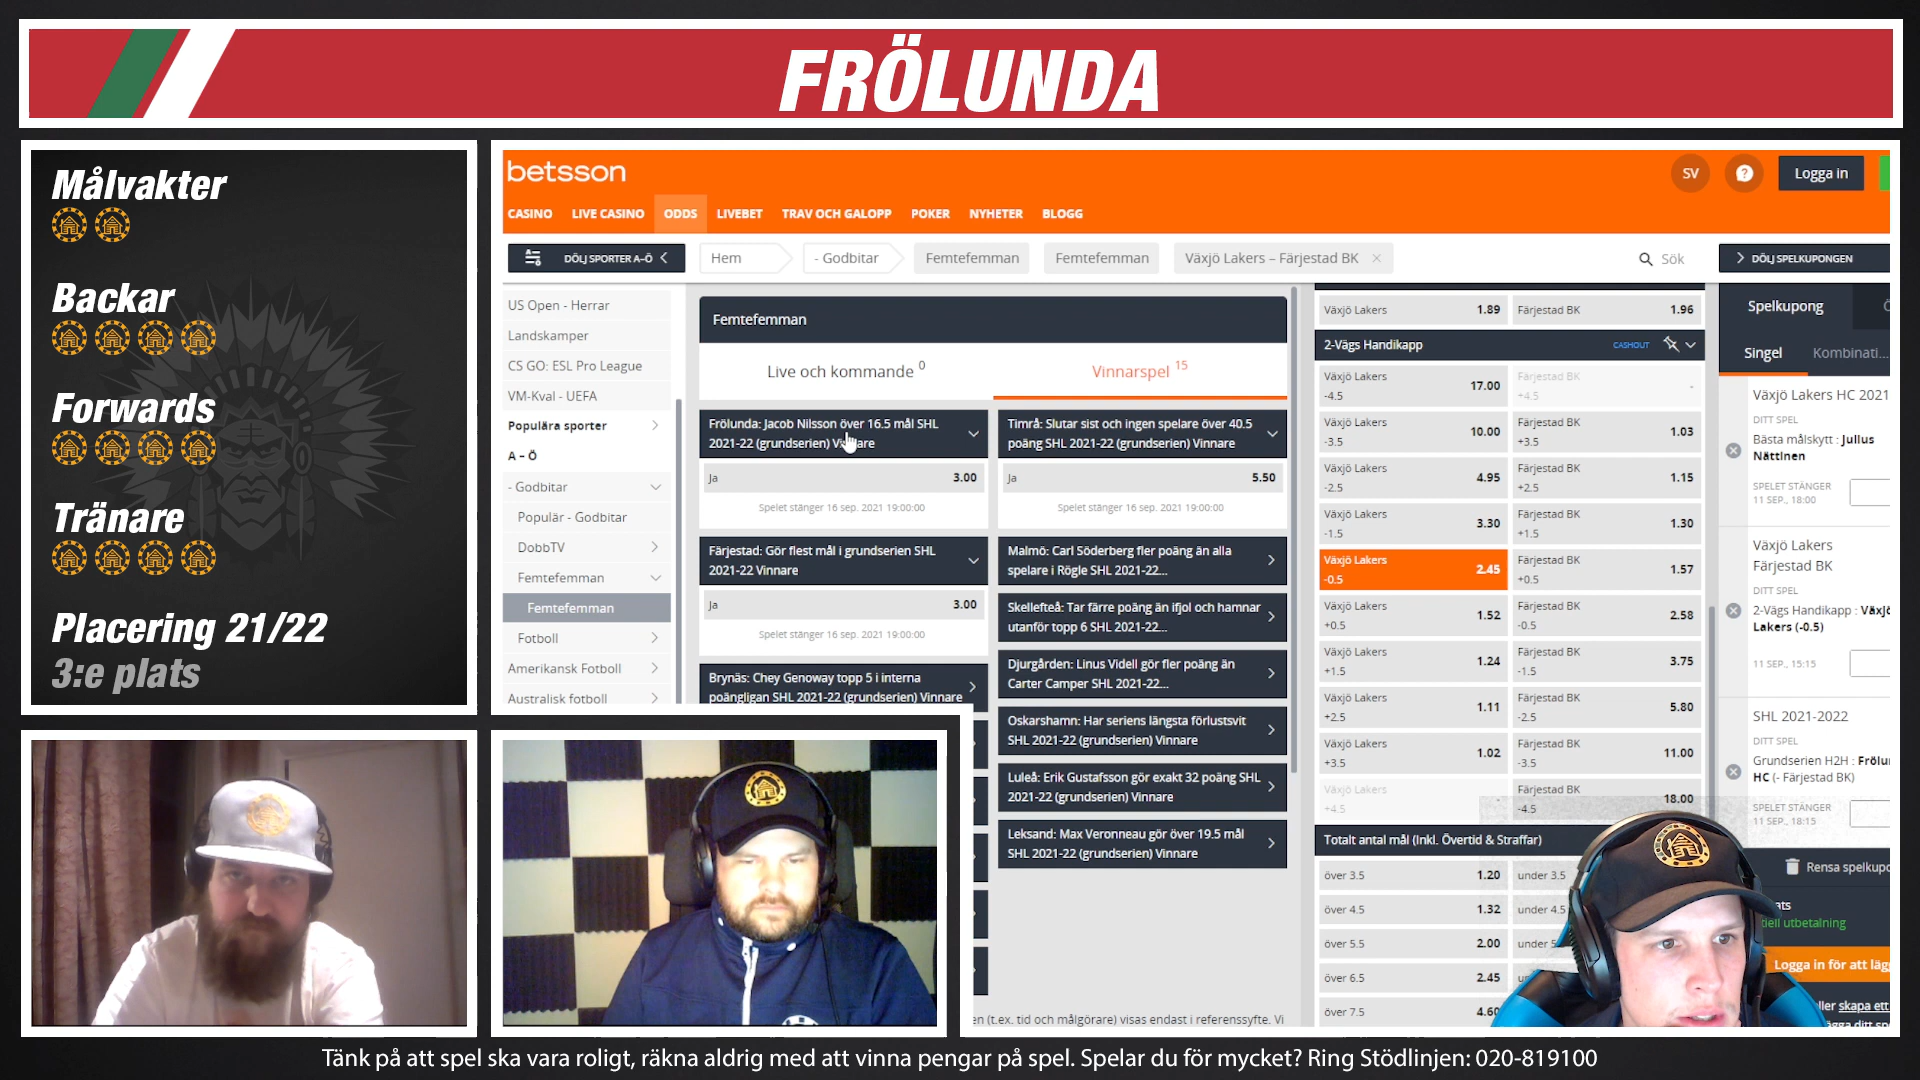 FRÖLUNDA
Målvakter
Backar
Forwards
Tränare
Placering 21/22
3:e plats
betsson
SV
?
Logga in
CASINO LIVE CASINO ODDS LIVEBET TRAV OCH GALOPP POKER NYHETER BLOGG
DÖLJ SPORTER A-Ö
Hem
- Godbitar
Femtefemman
Femtefemman
Växjö Lakers – Färjestad BK
Sök
DÖLJ SPELKUPONGEN
US Open - Herrar
Landskamper
CS GO: ESL Pro League
VM-Kval - UEFA
Populära sporter
A – Ö
- Godbitar
Populär - Godbitar
DobbTV
Femtefemman
Femtefemman
Fotboll
Amerikansk Fotboll
Australisk fotboll
Femtefemman
Live och kommande 0
Vinnarspel 15
Frölunda: Jacob Nilsson över 16.5 mål SHL
2021-22 (grundserien) Vinnare
Ja 3.00
Spelet stänger 16 sep. 2021 19:00:00
Färjestad: Gör flest mål i grundserien SHL
2021-22 Vinnare
Ja 3.00
Spelet stänger 16 sep. 2021 19:00:00
Brynäs: Chey Genoway topp 5 i interna
poängligan SHL 2021-22 (grundserien) Vinnare
Timrå: Slutar sist och ingen spelare över 40.5
poäng SHL 2021-22 (grundserien) Vinnare
Ja 5.50
Spelet stänger 16 sep. 2021 19:00:00
Malmö: Carl Söderberg fler poäng än alla
spelare i Rögle SHL 2021-22...
Skellefteå: Tar färre poäng än ifjol och hamnar
utanför topp 6 SHL 2021-22...
Djurgården: Linus Videll gör fler poäng än
Carter Camper SHL 2021-22...
Oskarshamn: Har seriens längsta förlustsvit
SHL 2021-22 (grundserien) Vinnare
Luleå: Erik Gustafsson gör exakt 32 poäng SHL
2021-22 (grundserien) Vinnare
Leksand: Max Veronneau gör över 19.5 mål
SHL 2021-22 (grundserien) Vinnare
en (t.ex. tid och målgörare) visas endast i referenssyfte. Vi
Växjö Lakers 1.89 Färjestad BK 1.96
2-Vägs Handikapp CASHOUT
Växjö Lakers -4.5 17.00 Färjestad BK +4.5 -
Växjö Lakers -3.5 10.00 Färjestad BK +3.5 1.03
Växjö Lakers -2.5 4.95 Färjestad BK +2.5 1.15
Växjö Lakers -1.5 3.30 Färjestad BK +1.5 1.30
Växjö Lakers -0.5 2.45 Färjestad BK +0.5 1.57
Växjö Lakers +0.5 1.52 Färjestad BK -0.5 2.58
Växjö Lakers +1.5 1.24 Färjestad BK -1.5 3.75
Växjö Lakers +2.5 1.11 Färjestad BK -2.5 5.80
Växjö Lakers +3.5 1.02 Färjestad BK -3.5 11.00
Växjö Lakers +4.5 Färjestad BK -4.5 18.00
Totalt antal mål (Inkl. Övertid & Straffar)
över 3.5 1.20 under 3.5
över 4.5 1.32 under 4.5
över 5.5 2.00 under
över 6.5 2.45
över 7.5 4.60
Spelkupong
Singel Kombinati...
Växjö Lakers HC 2021
DITT SPEL
Bästa målskytt : Jullus
Nättinen
SPELET STÄNGER
11 SEP., 18:00
Växjö Lakers
Färjestad BK
DITT SPEL
2-Vägs Handikapp : Växjö
Lakers (-0.5)
11 SEP., 15:15
SHL 2021-2022
DITT SPEL
Grundserien H2H : Frölu
HC (- Färjestad BK)
SPELET STÄNGER
11 SEP., 18:15
Rensa spelkupo
utbetalning
Logga in för att läg
skapa ett
Tänk på att spel ska vara roligt, räkna aldrig med att vinna pengar på spel. Spelar du för mycket? Ring Stödlinjen: 020-819100